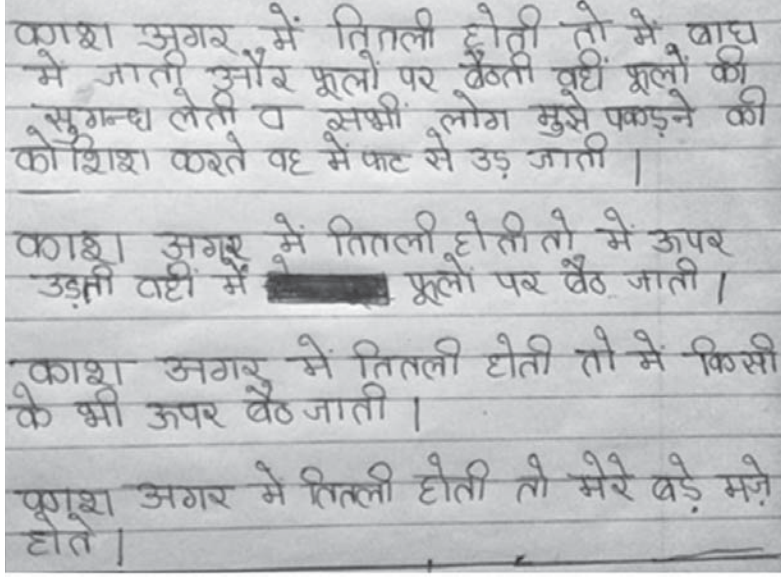 काश अगर में तितली होती तो में बाघ
में जाती और फूलों पर बैठती वहीं फूलों की
सुगन्ध लेती व सभीं लोग मुझे पकड़ने की
कोशिश करते वह में फट से उड़ जाती ।
काश अगर में तितली होती तो में ऊपर
उड़ती वहीं में फूलों पर बैठ जाती ।
काश अगर में तितली होती तो में किसी
के भी ऊपर बैठ जाती ।
अगर में तितली होती तो मेरे बड़े मज़े
होते ।